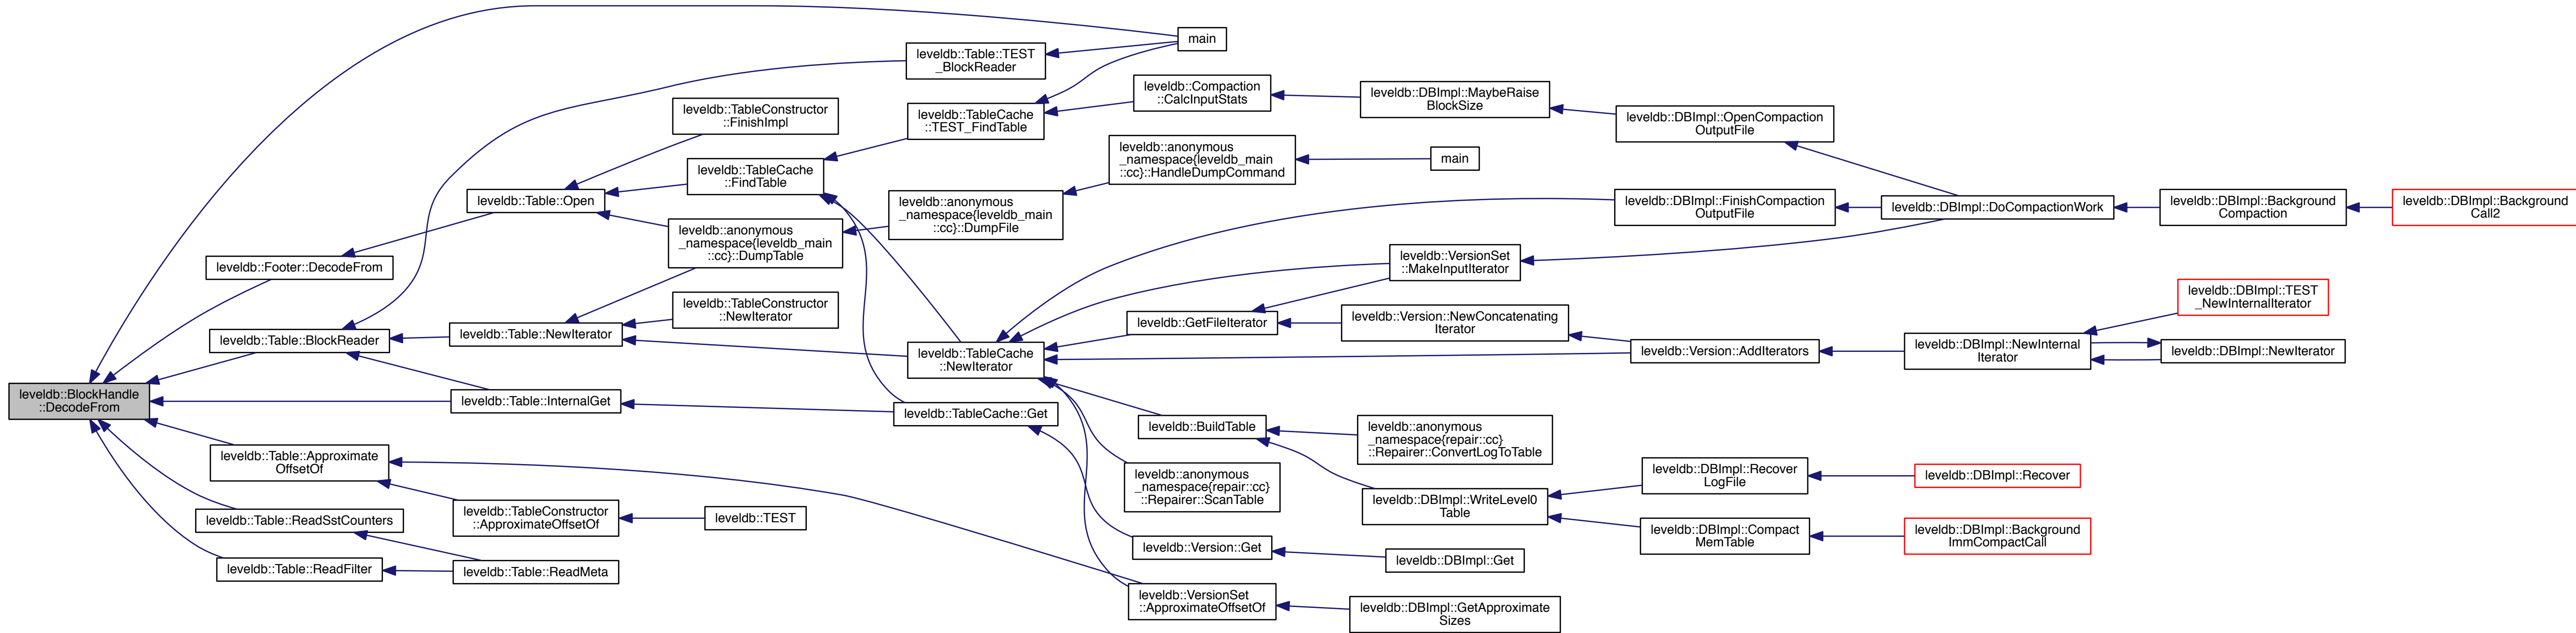 leveldb::BlockHandle
::DecodeFrom
leveldb::Footer::DecodeFrom
leveldb::Table::BlockReader
leveldb::Table::Approximate
OffsetOf
leveldb::Table::ReadSstCounters
leveldb::Table::ReadFilter
leveldb::Table::Open
leveldb::Table::NewIterator
leveldb::Table::InternalGet
leveldb::TableConstructor
::ApproximateOffsetOf
leveldb::Table::ReadMeta
leveldb::TableConstructor
::FinishImpl
leveldb::TableCache
::FindTable
leveldb::anonymous
_namespace{leveldb_main
::cc}::DumpTable
leveldb::TableConstructor
::NewIterator
leveldb::TEST
leveldb::Table::TEST
_BlockReader
leveldb::TableCache
::TEST_FindTable
leveldb::anonymous
_namespace{leveldb_main
::cc}::DumpFile
leveldb::TableCache
::NewIterator
leveldb::TableCache::Get
main
leveldb::Compaction
::CalcInputStats
leveldb::anonymous
_namespace{leveldb_main
::cc}::HandleDumpCommand
leveldb::GetFileIterator
leveldb::BuildTable
leveldb::anonymous
_namespace{repair::cc}
::Repairer::ScanTable
leveldb::Version::Get
leveldb::VersionSet
::ApproximateOffsetOf
leveldb::DBImpl::MaybeRaise
BlockSize
main
leveldb::VersionSet
::MakeInputIterator
leveldb::Version::NewConcatenating
Iterator
leveldb::anonymous
_namespace{repair::cc}
::Repairer::ConvertLogToTable
leveldb::DBImpl::WriteLevel0
Table
leveldb::DBImpl::Get
leveldb::DBImpl::GetApproximate
Sizes
leveldb::DBImpl::OpenCompaction
OutputFile
leveldb::DBImpl::FinishCompaction
OutputFile
leveldb::Version::AddIterators
leveldb::DBImpl::Recover
LogFile
leveldb::DBImpl::Compact
MemTable
leveldb::DBImpl::DoCompactionWork
leveldb::DBImpl::NewInternal
Iterator
leveldb::DBImpl::Recover
leveldb::DBImpl::Background
ImmCompactCall
leveldb::DBImpl::Background
Compaction
leveldb::DBImpl::TEST
_NewInternalIterator
leveldb::DBImpl::NewIterator
leveldb::DBImpl::Background
Call2